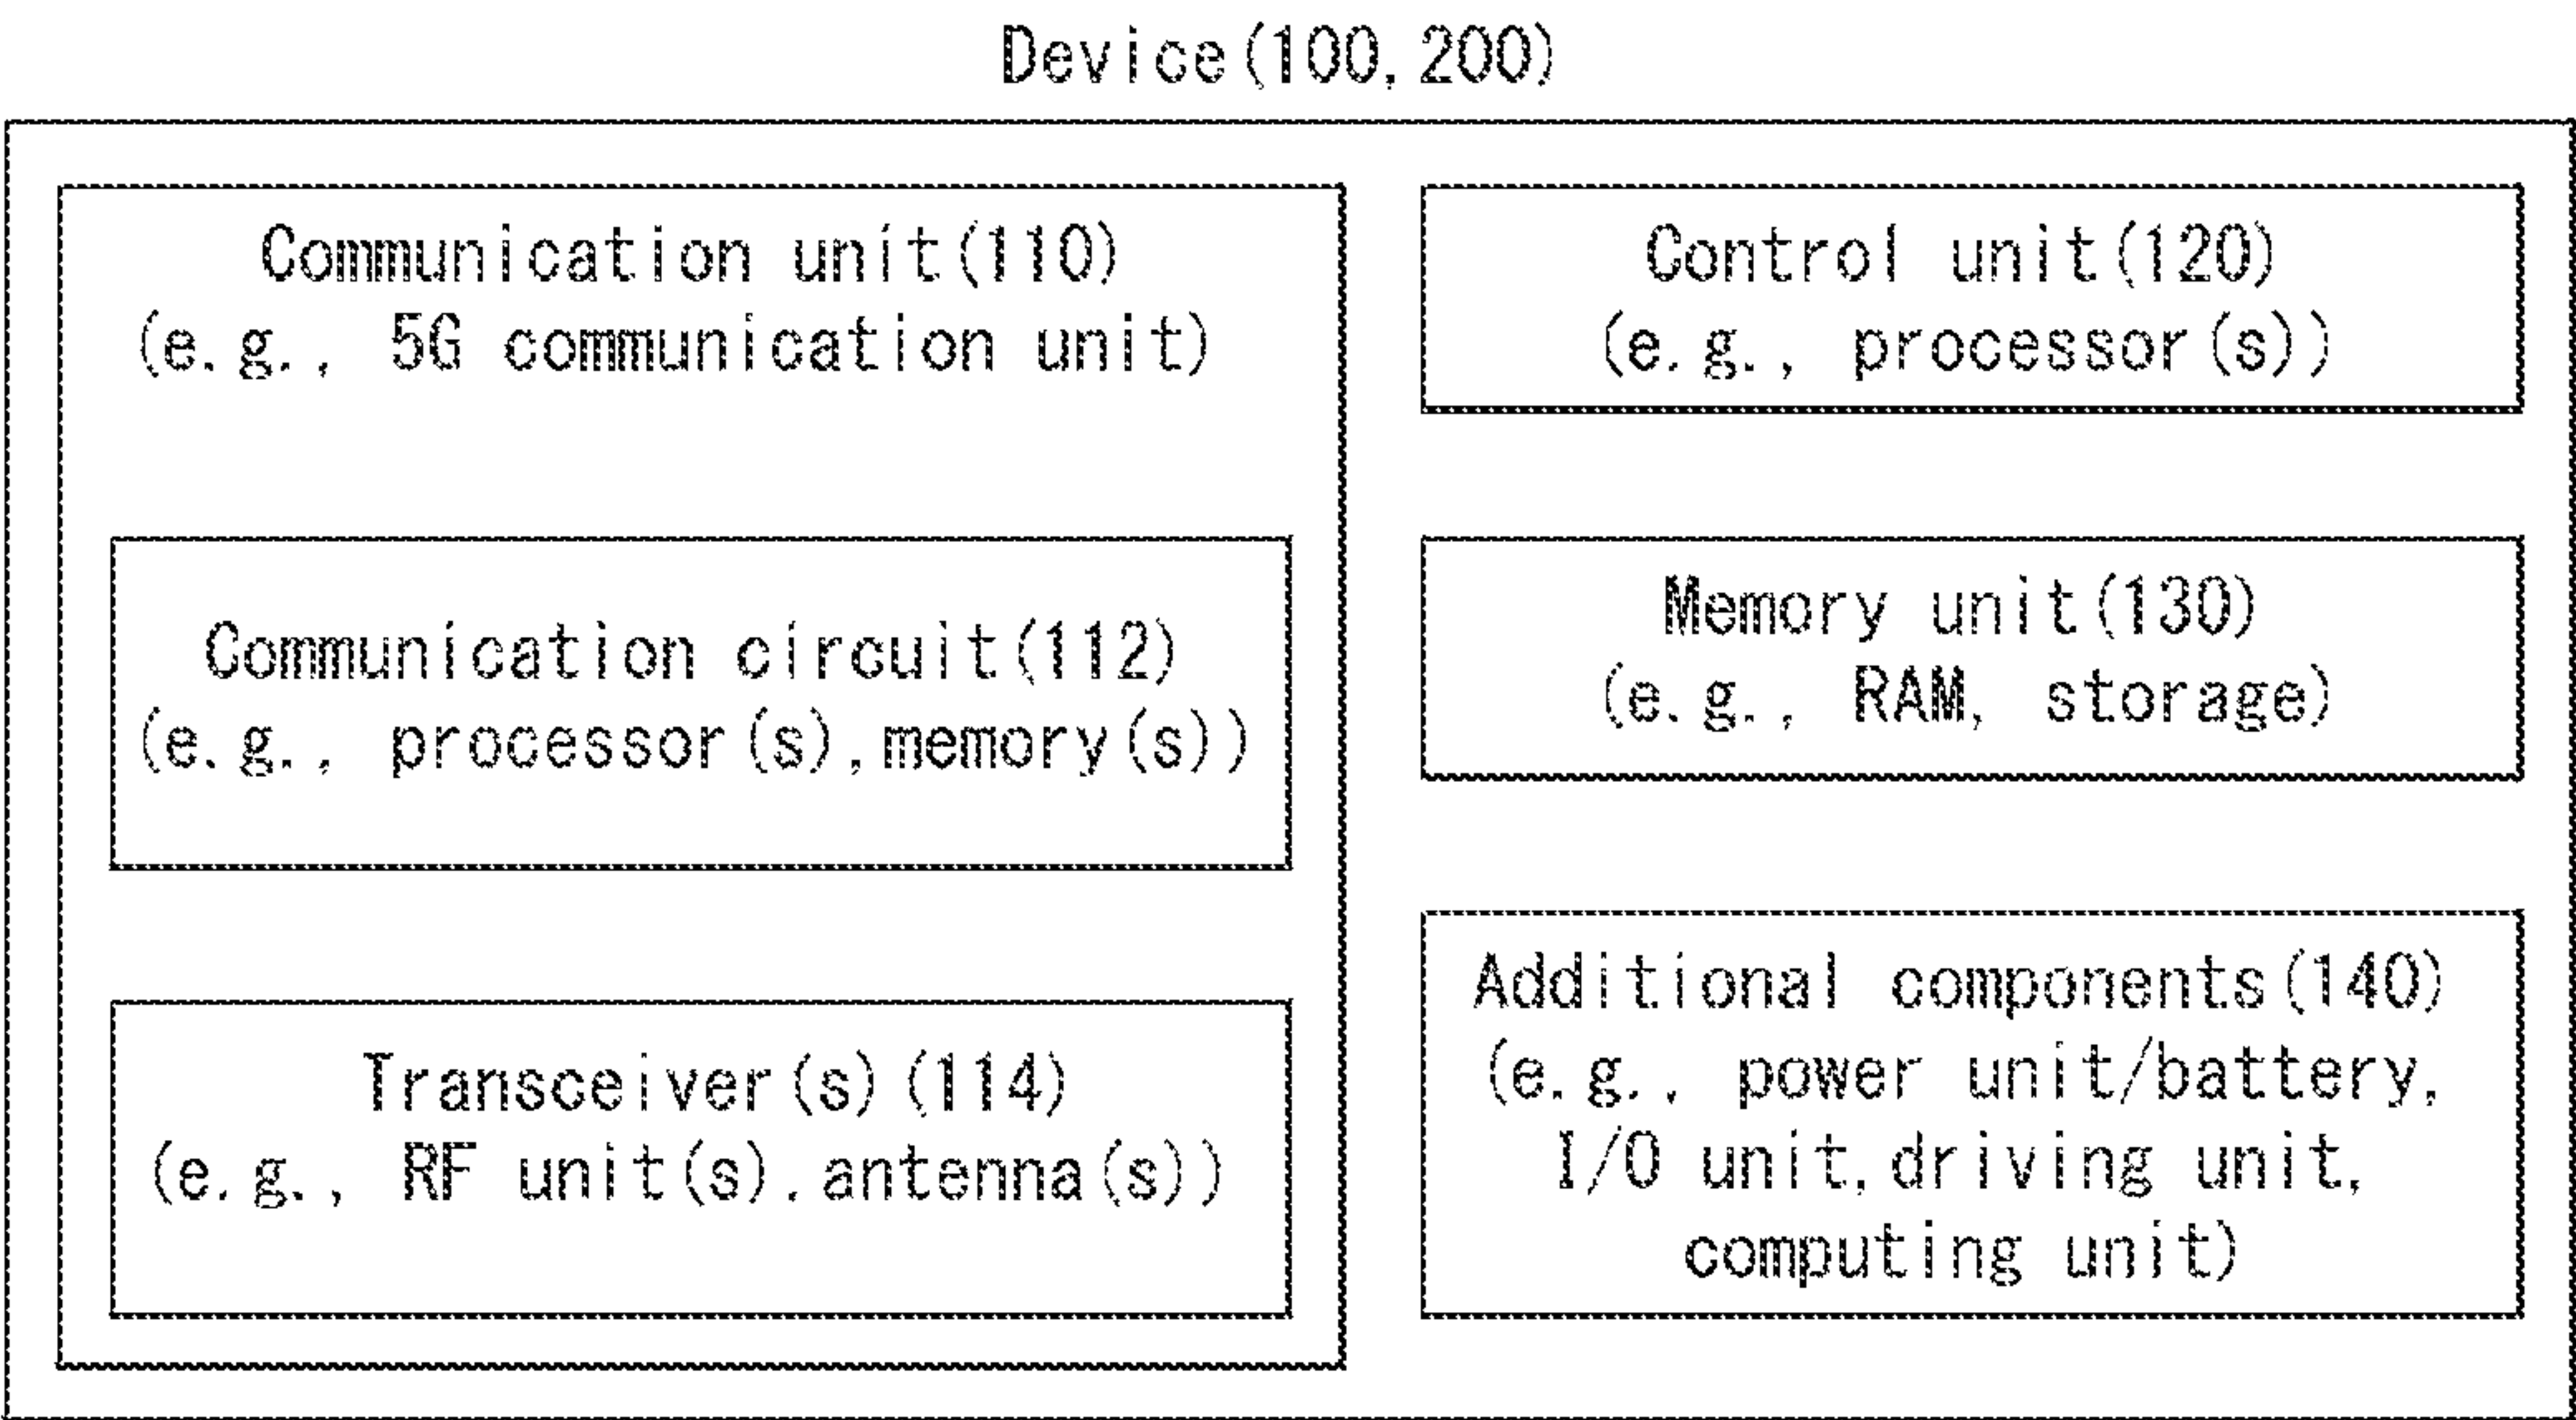 Device(100,200)
Communication unit(110)
(e.g., 5G communication unit)
Communication circuit(112)
(e.g., processor(s),memory(s))
Transceiver(s)(114)
(e.g., RF unit(s).antenna(s))
Control unit(120)
(e.g., processor(s))
Memory unit(130)
(e.g., RAM, storage)
Additional components(140)
(e.g., power unit/battery,
I/O unit,driving unit,
computing unit)